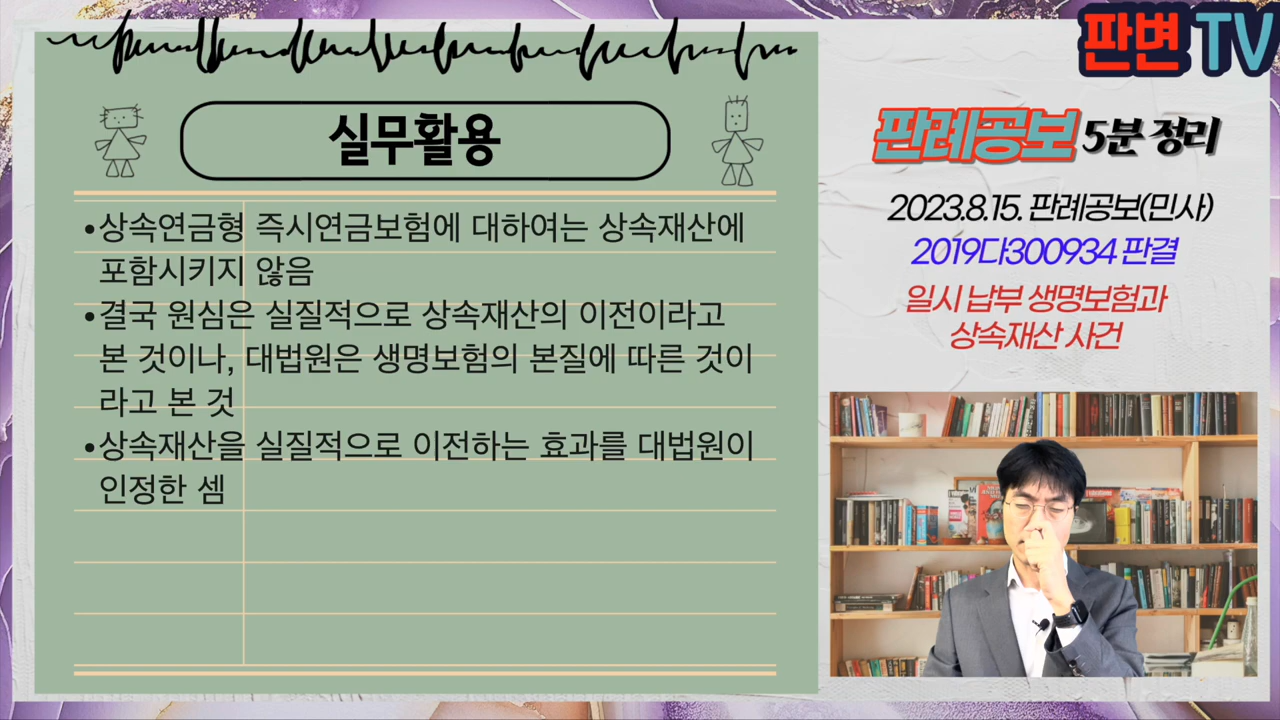 판변 TV
실무활용
•상속연금형 즉시연금보험에 대하여는 상속재산에
포함시키지 않음
•결국 원심은 실질적으로 상속재산의 이전이라고
본 것이나, 대법원은 생명보험의 본질에 따른 것이
라고 본 것
•상속재산을 실질적으로 이전하는 효과를 대법원이
인정한 셈
판례공보 5분 정리
2023.8.15. 판례공보(민사)
2019다300934 판결
일시 납부 생명보험과
상속재산 사건